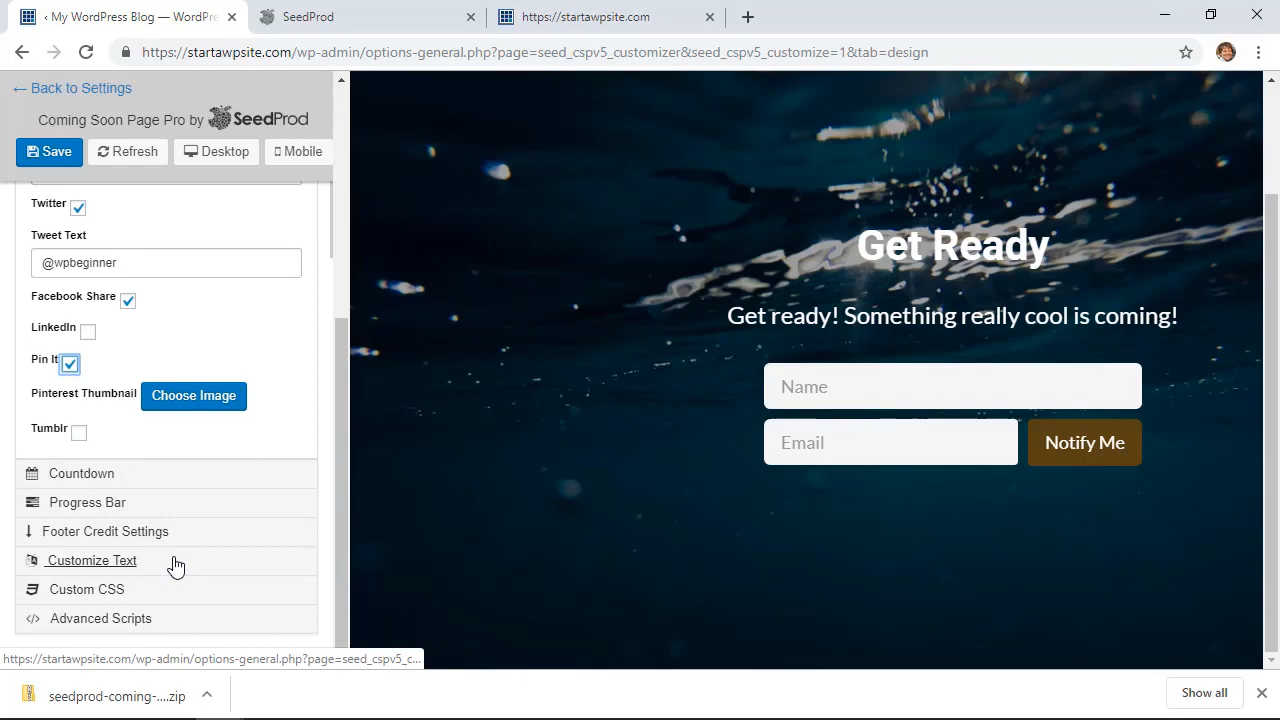 ‹ My WordPress Blog — WordPre
SeedProd
https://startawpsite.com
https://startawpsite.com/wp-admin/options-general.php?page=seed_cspv5_customizer&seed_cspv5_customize=1&tab=design
← Back to Settings
Coming Soon Page Pro by SeedProd
Save
Refresh
Desktop
Mobile
Twitter
Tweet Text
@wpbeginner
Facebook Share
LinkedIn
Pin It
Pinterest Thumbnail
Choose Image
Tumblr
Countdown
Progress Bar
Footer Credit Settings
Customize Text
Custom CSS
Advanced Scripts
Get Ready
Get ready! Something really cool is coming!
Name
Email
Notify Me
https://startawpsite.com/wp-admin/options-general.php?page=seed_cspv5_c...
seedprod-coming-....zip
Show all